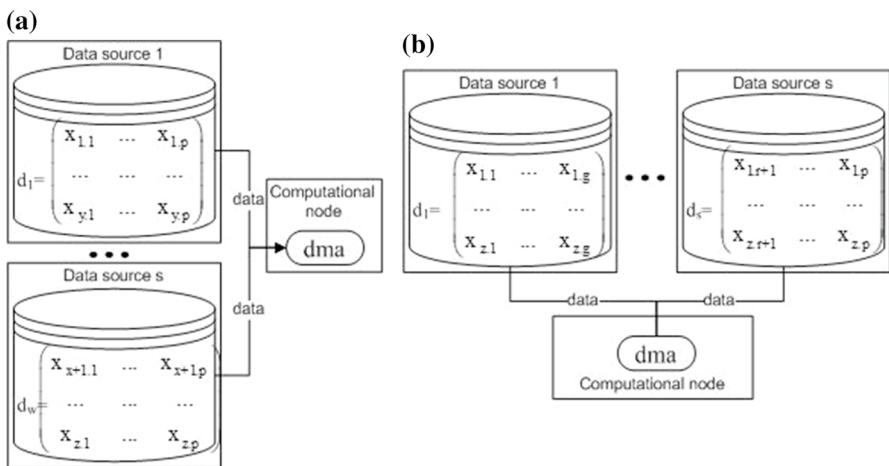 (a)
Data source 1
x1.1 ... x1.p
d1= ... ... ...
xy.1 ... xy.p
data
Computational
node
dma
...
Data source s
data
xx+1.1 ... xx+1.p
dw= ... ... ...
xz.1 ... xz.p
(b)
Data source 1
x1.1 ... x1.g
d1= ... ... ...
xz.1 ... xz.g
...
Data source s
x1.r+1 ... x1.p
ds= ... ... ...
xz.r+1 ... xz.p
data data
dma
Computational node